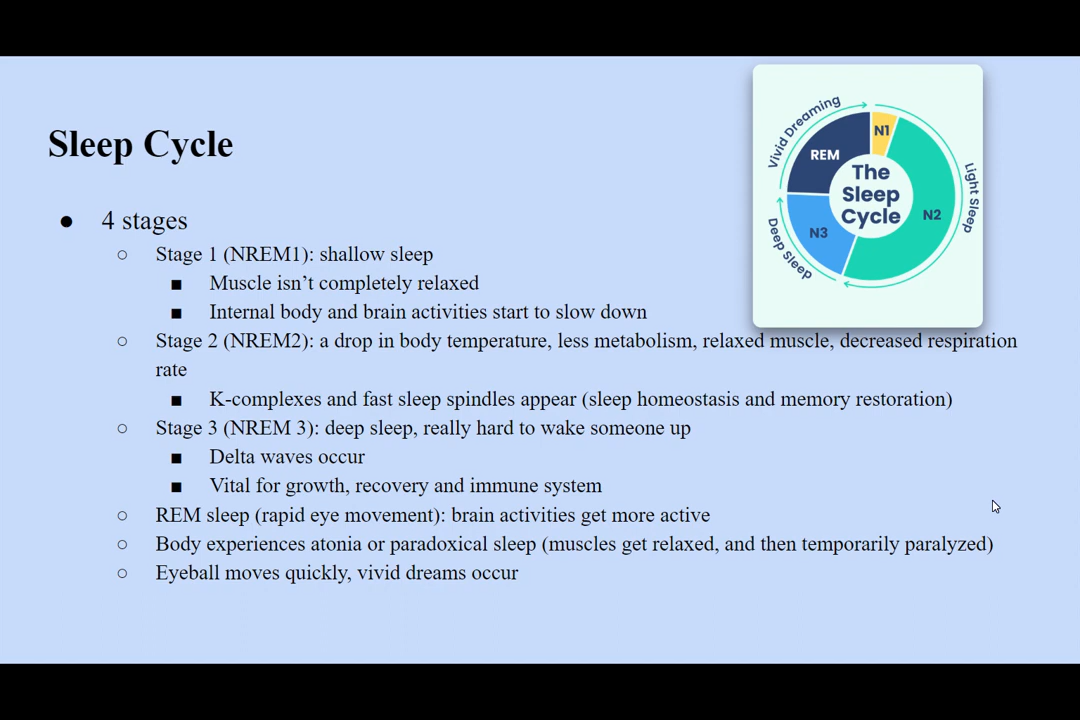 Sleep Cycle
● 4 stages
○ Stage 1 (NREM1): shallow sleep
■ Muscle isn’t completely relaxed
■ Internal body and brain activities start to slow down
○ Stage 2 (NREM2): a drop in body temperature, less metabolism, relaxed muscle, decreased respiration
rate
■ K-complexes and fast sleep spindles appear (sleep homeostasis and memory restoration)
○ Stage 3 (NREM 3): deep sleep, really hard to wake someone up
■ Delta waves occur
■ Vital for growth, recovery and immune system
○ REM sleep (rapid eye movement): brain activities get more active
○ Body experiences atonia or paradoxical sleep (muscles get relaxed, and then temporarily paralyzed)
○ Eyeball moves quickly, vivid dreams occur
The
Sleep
Cycle
N1
N2
N3
REM
Light Sleep
Deep Sleep
Vivid Dreaming